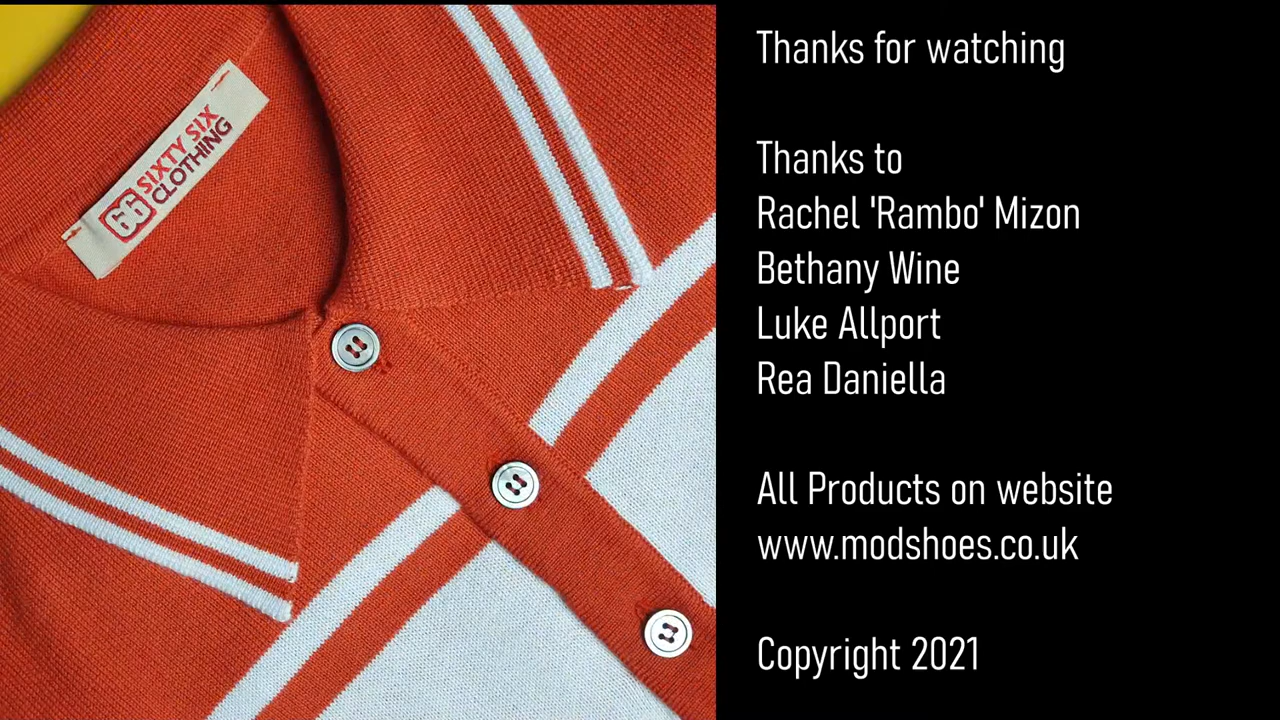 66 SIXTY SIX
CLOTHING
Thanks for watching
Thanks to
Rachel 'Rambo' Mizon
Bethany Wine
Luke Allport
Rea Daniella
All Products on website
www.modshoes.co.uk
Copyright 2021